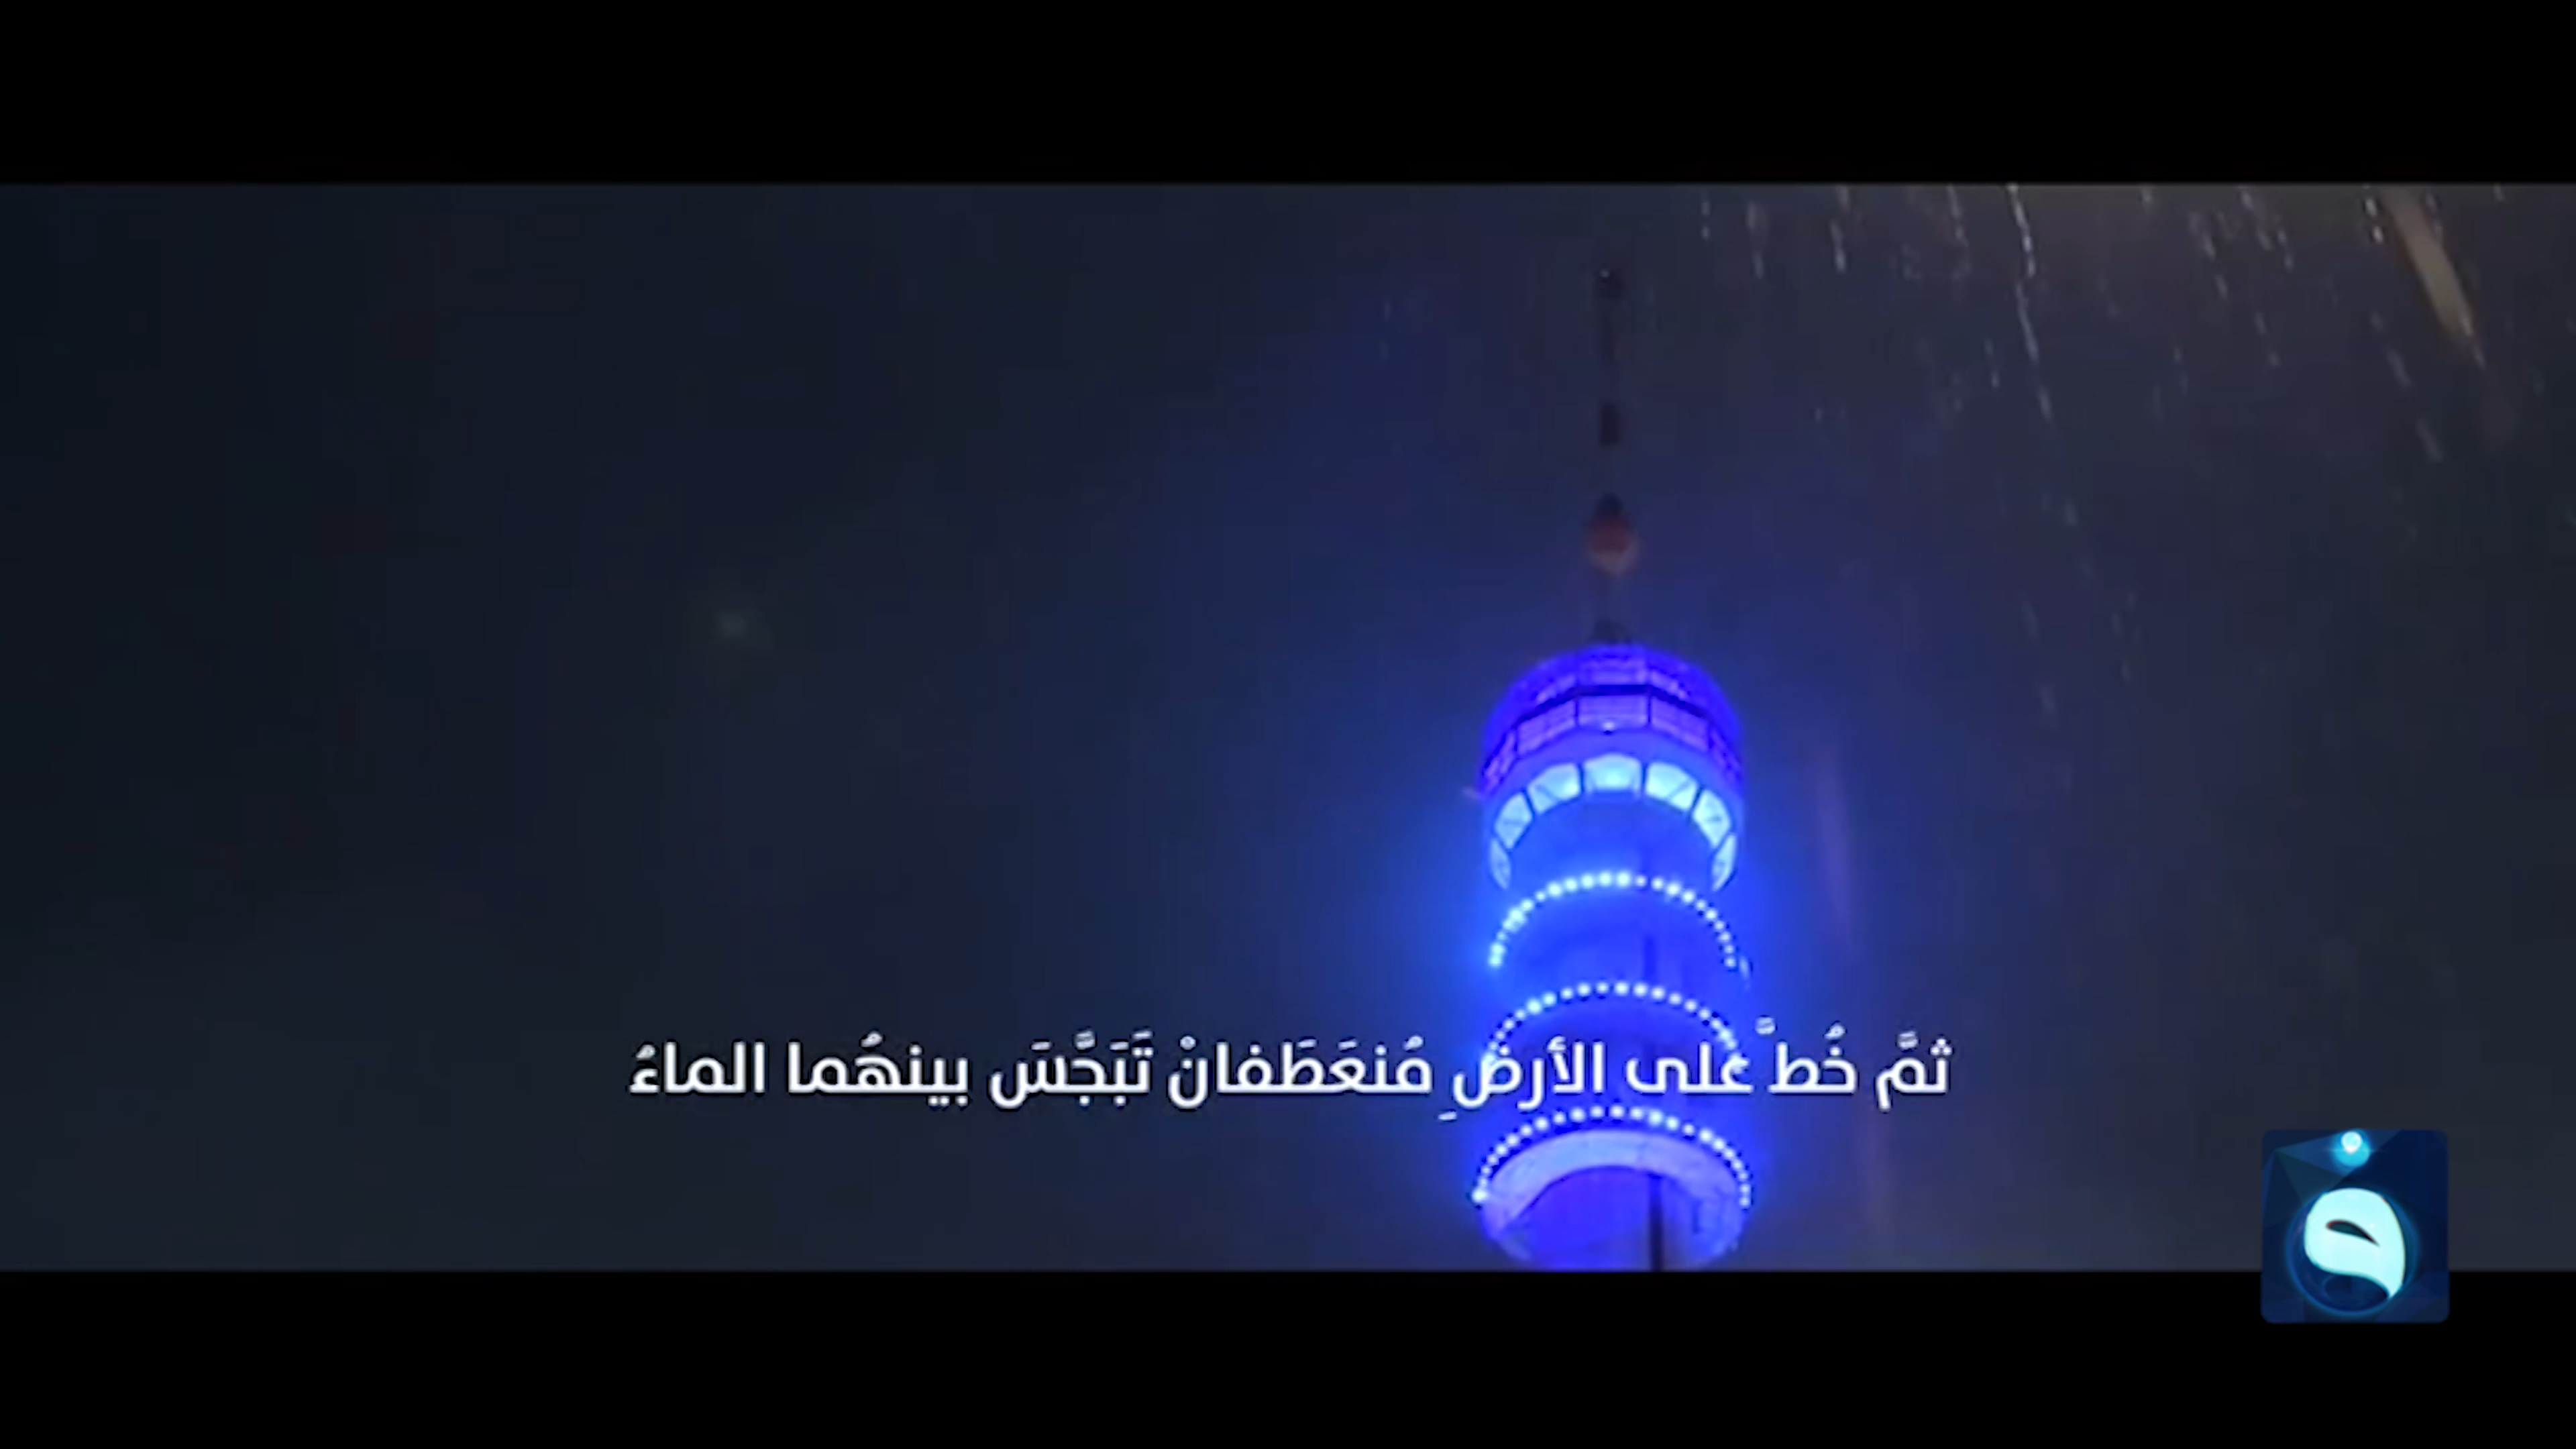 ثمَّ خُطَّ على الأرضِ مُنعَطَفانْ تَبَجَّسَ بينهُما الماءُ